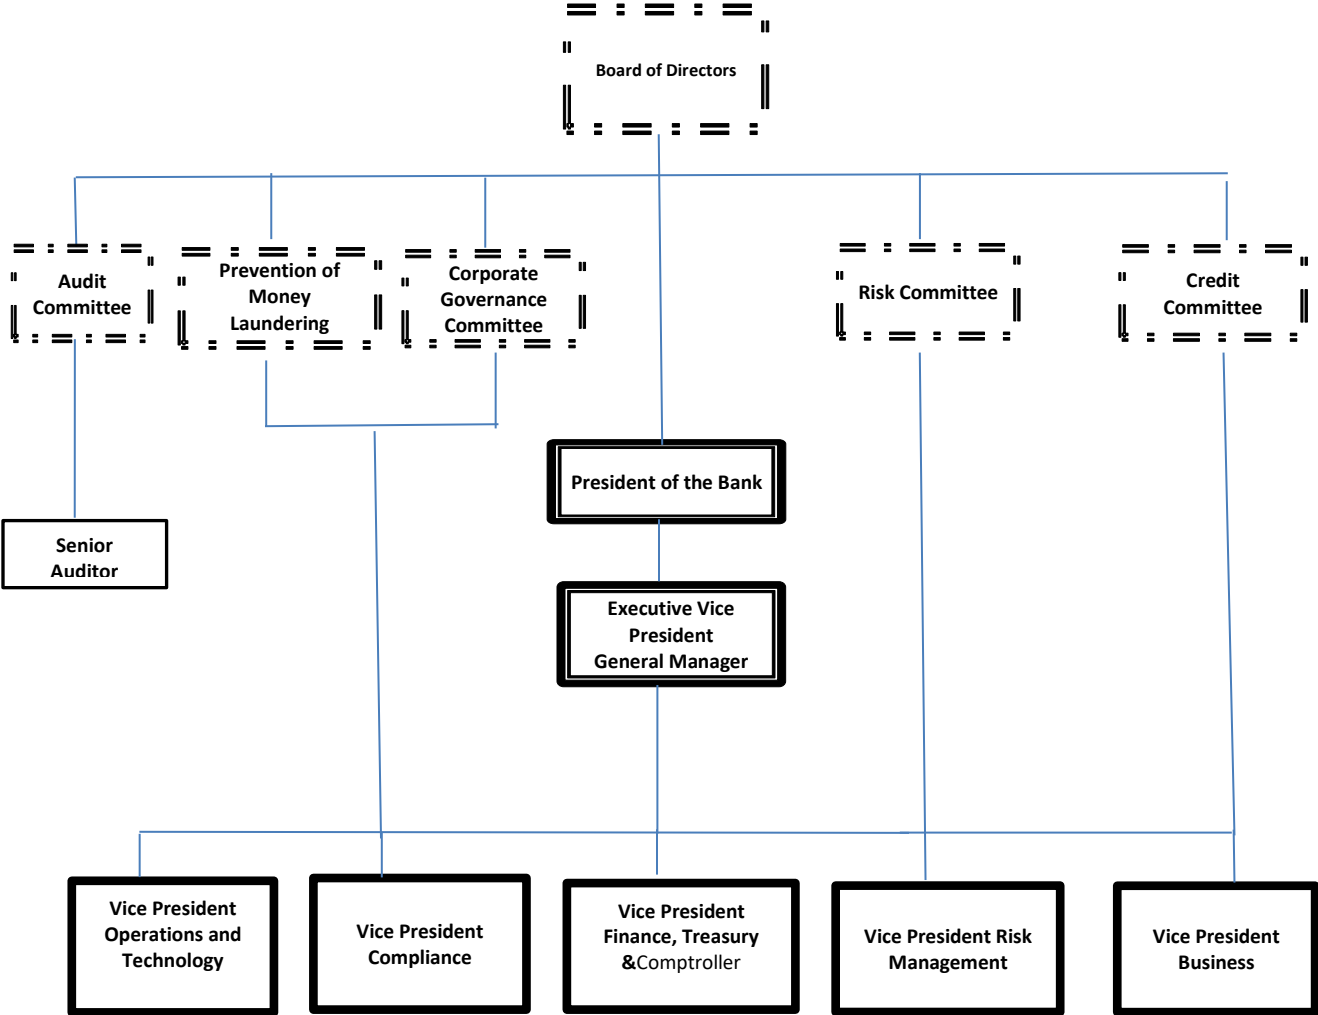 Board of Directors
Audit
Committee
Prevention of
Money
Laundering
Corporate
Governance
Committee
Risk Committee
Credit
Committee
President of the Bank
Senior
Auditor
Executive Vice
President
General Manager
Vice President
Operations and
Technology
Vice President
Compliance
Vice President
Finance, Treasury
&Comptroller
Vice President Risk
Management
Vice President
Business